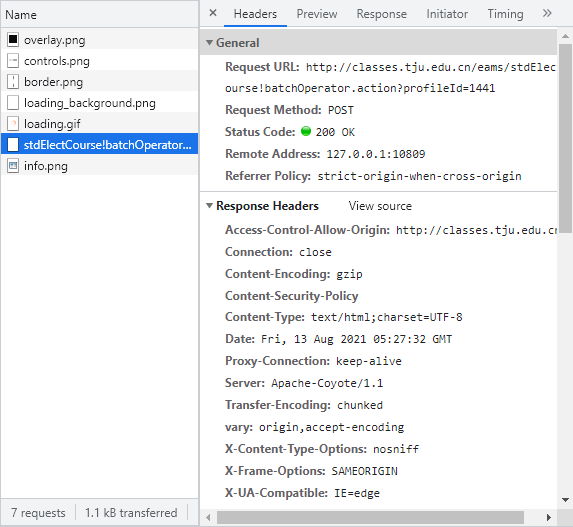 Name
overlay.png
controls.png
border.png
loading_background.png
loading.gif
stdElectCourse!batchOperator...
info.png
7 requests 1.1 kB transferred
× Headers Preview Response Initiator Timing »
General
Request URL: http://classes.tju.edu.cn/eams/stdElec
ourse!batchOperator.action?profileId=1441
Request Method: POST
Status Code: 200 OK
Remote Address: 127.0.0.1:10809
Referrer Policy: strict-origin-when-cross-origin
Response Headers View source
Access-Control-Allow-Origin: http://classes.tju.edu.cn
Connection: close
Content-Encoding: gzip
Content-Security-Policy
Content-Type: text/html;charset=UTF-8
Date: Fri, 13 Aug 2021 05:27:32 GMT
Proxy-Connection: keep-alive
Server: Apache-Coyote/1.1
Transfer-Encoding: chunked
vary: origin,accept-encoding
X-Content-Type-Options: nosniff
X-Frame-Options: SAMEORIGIN
X-UA-Compatible: IE=edge